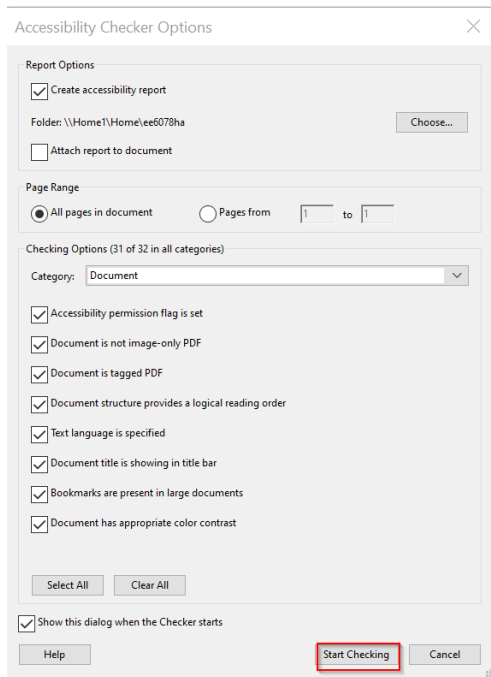 Accessibility Checker Options
Report Options
Create accessibility report
Folder: \\Home1\Home\ee6078ha
Choose...
Attach report to document
Page Range
All pages in document
Pages from
1
to
1
Checking Options (31 of 32 in all categories)
Category:
Document
Accessibility permission flag is set
Document is not image-only PDF
Document is tagged PDF
Document structure provides a logical reading order
Text language is specified
Document title is showing in title bar
Bookmarks are present in large documents
Document has appropriate color contrast
Select All
Clear All
Show this dialog when the Checker starts
Help
Start Checking
Cancel